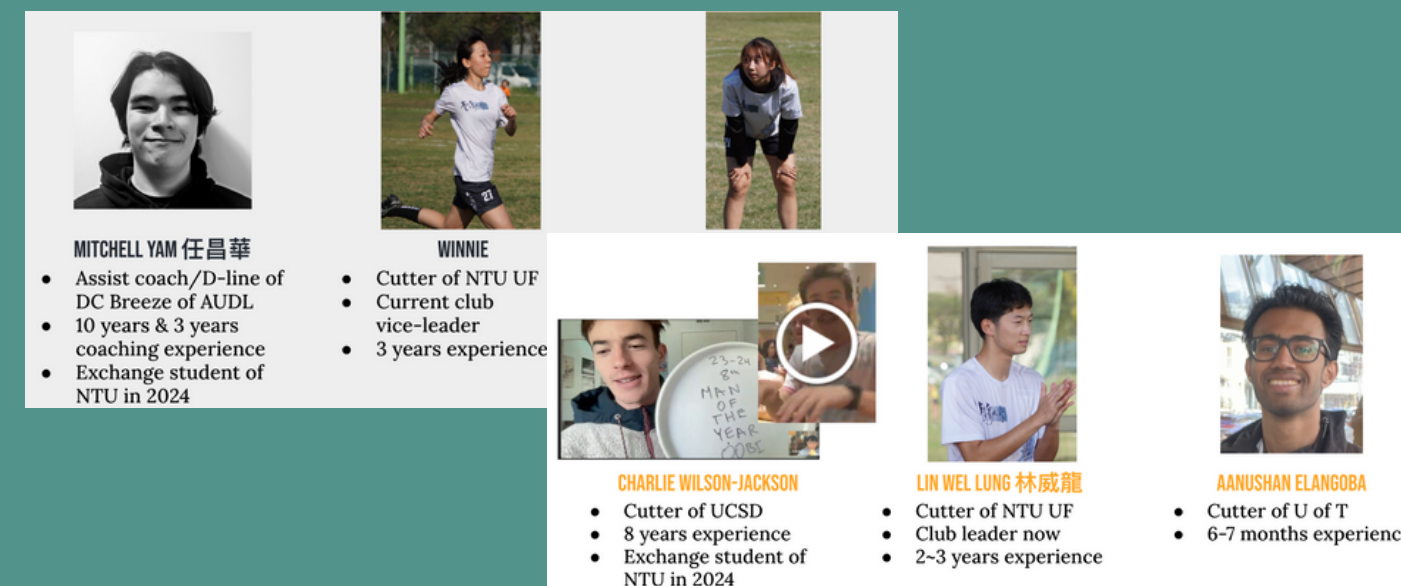 MITCHELL YAM 任昌華
● Assist coach/D-line of
DC Breeze of AUDL
● 10 years & 3 years
coaching experience
● Exchange student of
NTU in 2024
WINNIE
● Cutter of NTU UF
● Current club
vice-leader
● 3 years experience
27
23-24
8m
MAN
OF
THE
YEAR
CHARLIE WILSON-JACKSON
● Cutter of UCSD
● 8 years experience
● Exchange student of
NTU in 2024
LIN WEL LUNG 林威龍
● Cutter of NTU UF
● Club leader now
● 2~3 years experience
AANUSHAN ELANGOBA
● Cutter of U of T
● 6-7 months experienc